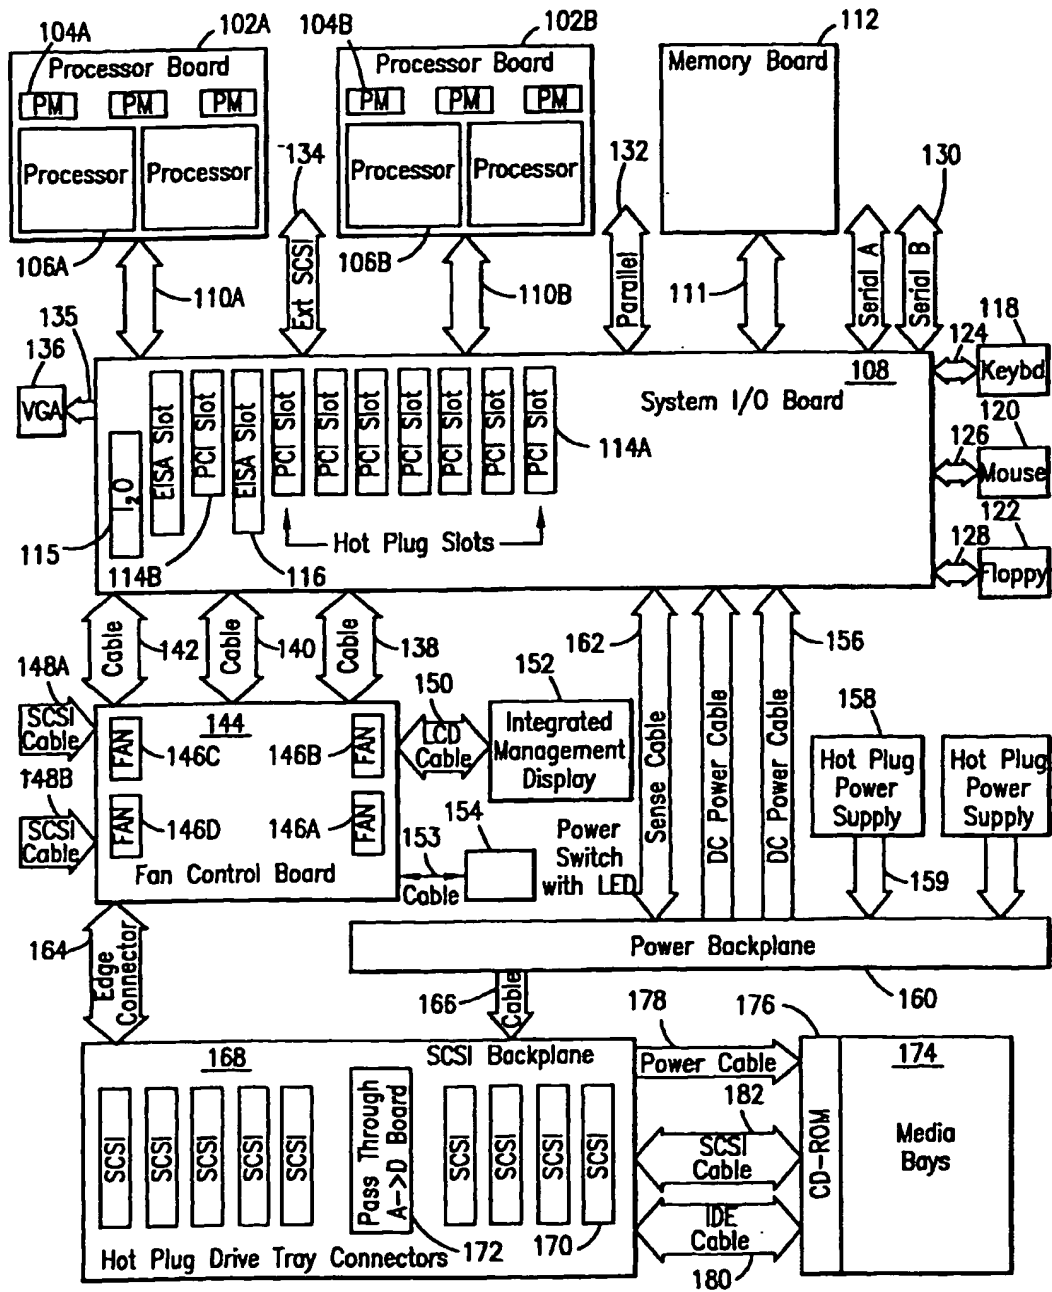 104A
102A
104B
102B
112
Processor Board
PM PM PM
Processor Processor
Processor Board
PM PM PM
Processor Processor
Memory Board
134
132
130
106A
110A
Ext SCSI
106B
110B
Parallel
111
Serial A
Serial B
135
136
VGA
124
118
Keybd
108
System I/O Board
120
126
Mouse
122
128
Floppy
I2O
EISA Slot
PCI Slot
EISA Slot
PCI Slot
PCI Slot
PCI Slot
PCI Slot
PCI Slot
PCI Slot
PCI Slot
114A
Hot Plug Slots
115
114B
116
Cable
142
Cable
140
Cable
138
162
156
148A
SCSI
Cable
148B
SCSI
Cable
144
FAN
146C
146B
FAN
FAN
146D
146A
FAN
Fan Control Board
150
LCD
Cable
152
Integrated
Management
Display
153
Cable
154
Power
Switch
with LED
Sense Cable
DC Power Cable
DC Power Cable
158
Hot Plug
Power
Supply
Hot Plug
Power
Supply
159
164
Edge
Connector
Power Backplane
160
166
Cable
178
Power Cable
176
168
SCSI Backplane
SCSI
SCSI
SCSI
SCSI
SCSI
Pass Through
A->D Board
SCSI
SCSI
SCSI
SCSI
172
170
Hot Plug Drive Tray Connectors
182
SCSI
Cable
IDE
Cable
180
CD-ROM
174
Media
Bays